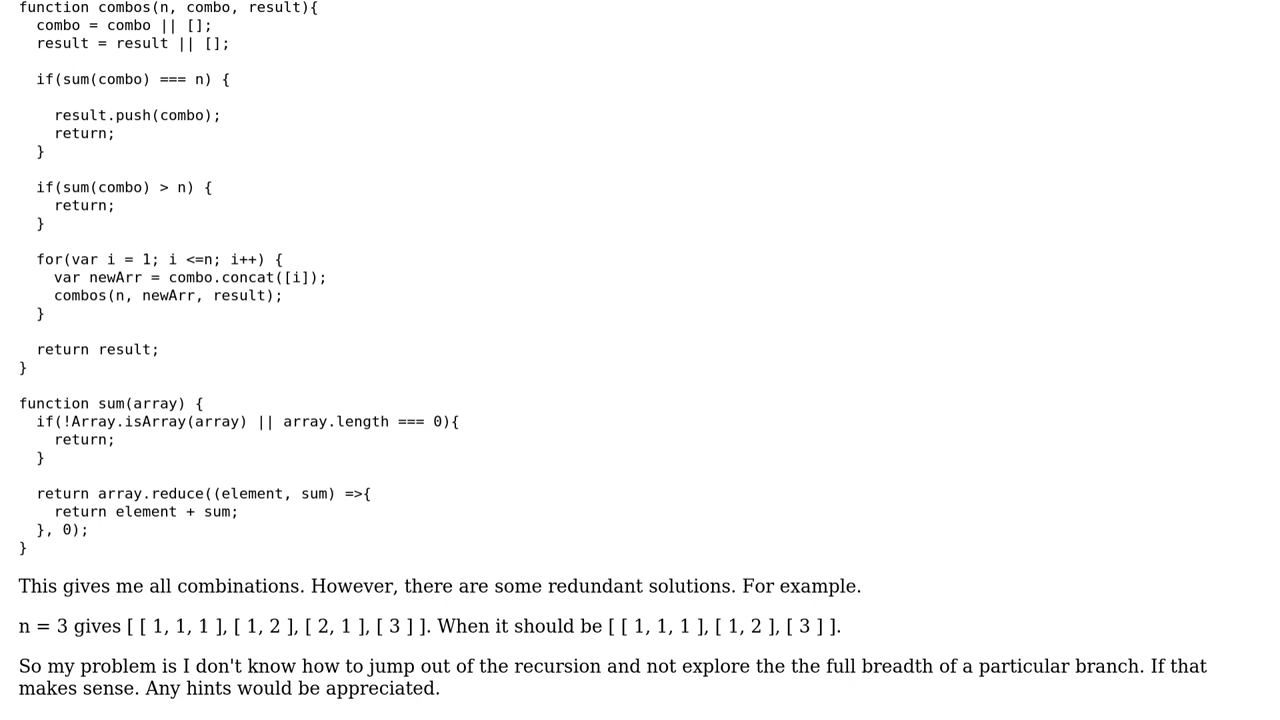 function combos(n, combo, result){
  combo = combo || [];
  result = result || [];

  if(sum(combo) === n) {

    result.push(combo);
    return;
  }

  if(sum(combo) > n) {
    return;
  }

  for(var i = 1; i <=n; i++) {
    var newArr = combo.concat([i]);
    combos(n, newArr, result);
  }

  return result;
}

function sum(array) {
  if(!Array.isArray(array) || array.length === 0){
    return;
  }

  return array.reduce((element, sum) =>{
    return element + sum;
  }, 0);
}
This gives me all combinations. However, there are some redundant solutions. For example.
n = 3 gives [ [ 1, 1, 1 ], [ 1, 2 ], [ 2, 1 ], [ 3 ] ]. When it should be [ [ 1, 1, 1 ], [ 1, 2 ], [ 3 ] ].
So my problem is I don't know how to jump out of the recursion and not explore the the full breadth of a particular branch. If that
makes sense. Any hints would be appreciated.